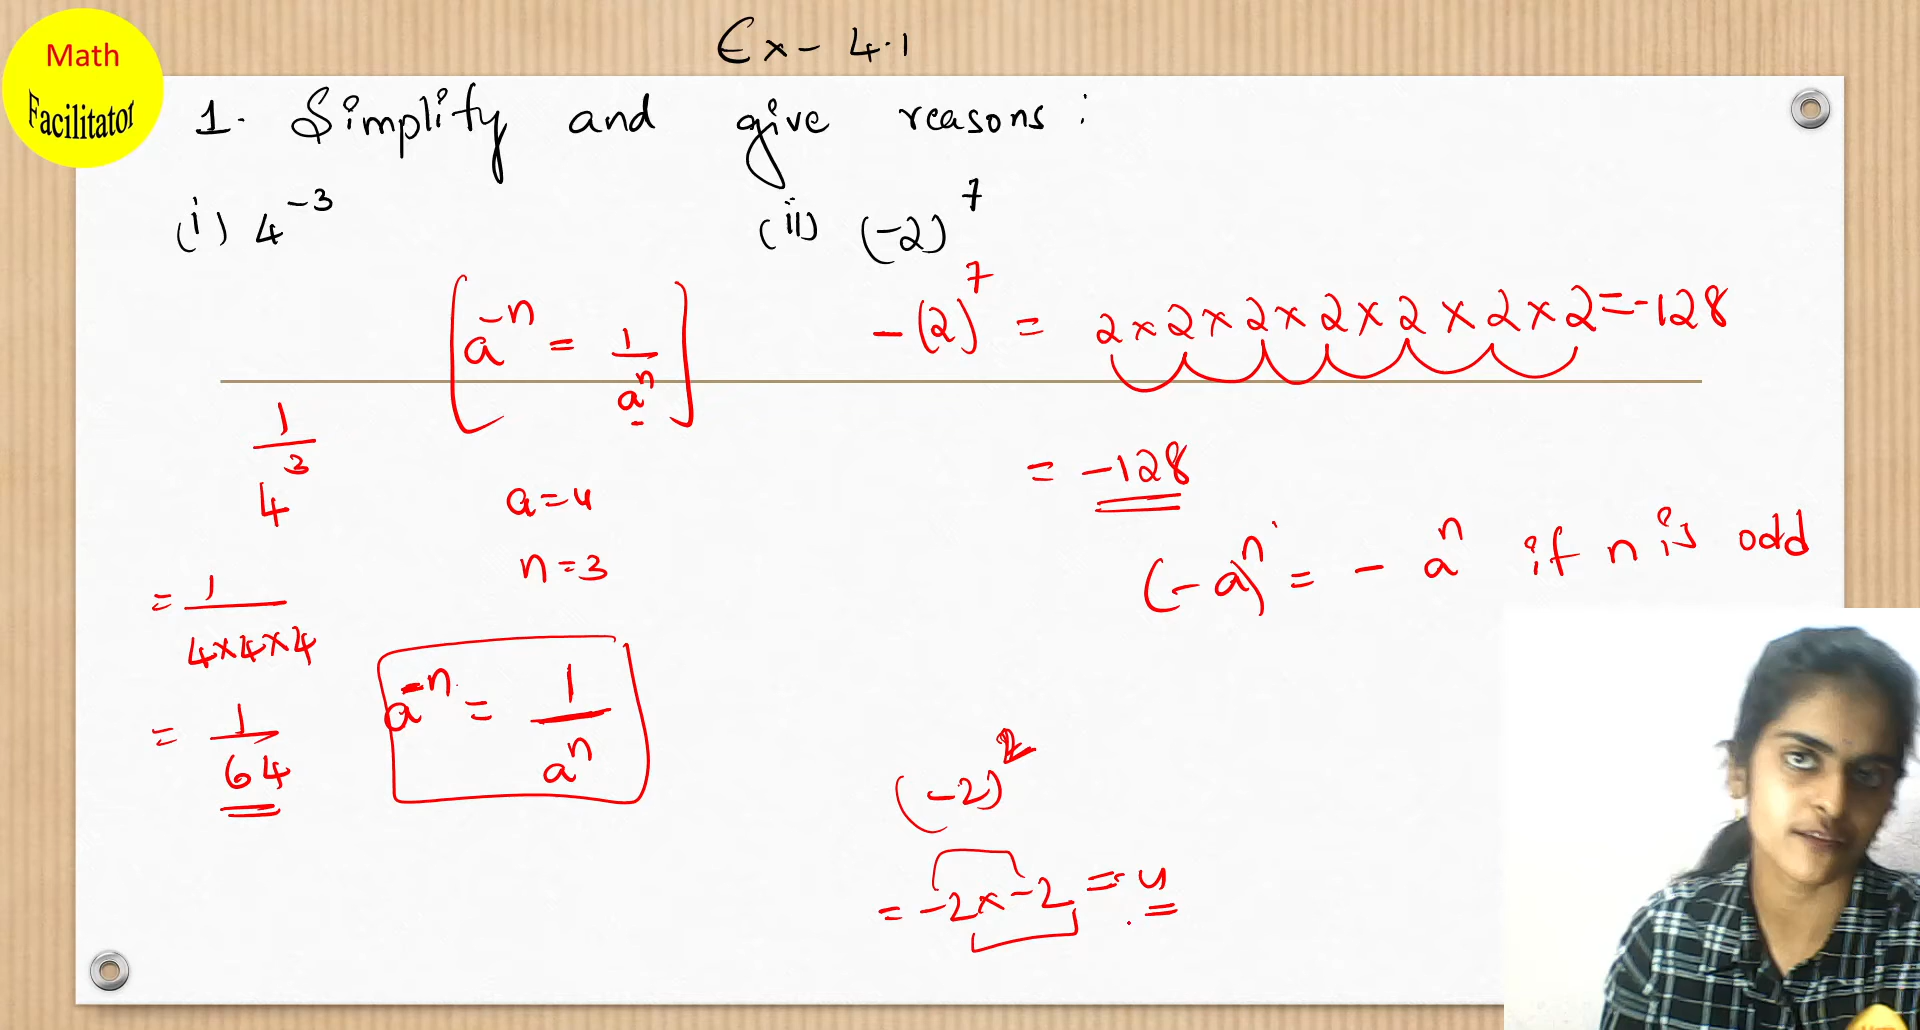 Math
Facilitator
Ex - 4.1
1. Simplify and give reasons :
(i) 4^-3
(ii) (-2)^7
[a^-n = 1/a^n]
1/4^3
a=4
n=3
= 1/4×4×4
= 1/64
a^-n = 1/a^n
-(2)^7 = 2×2×2×2×2×2×2=-128
= -128
(-a)^n = - a^n if n is odd
(-2)^2
= -2×-2 = 4